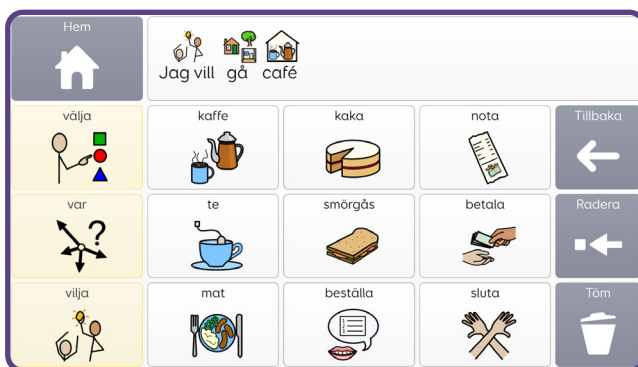 Hem
Jag vill gå café
välja kaffe kaka nota Tillbaka
var te smörgås betala Radera
vilja mat beställa sluta Töm